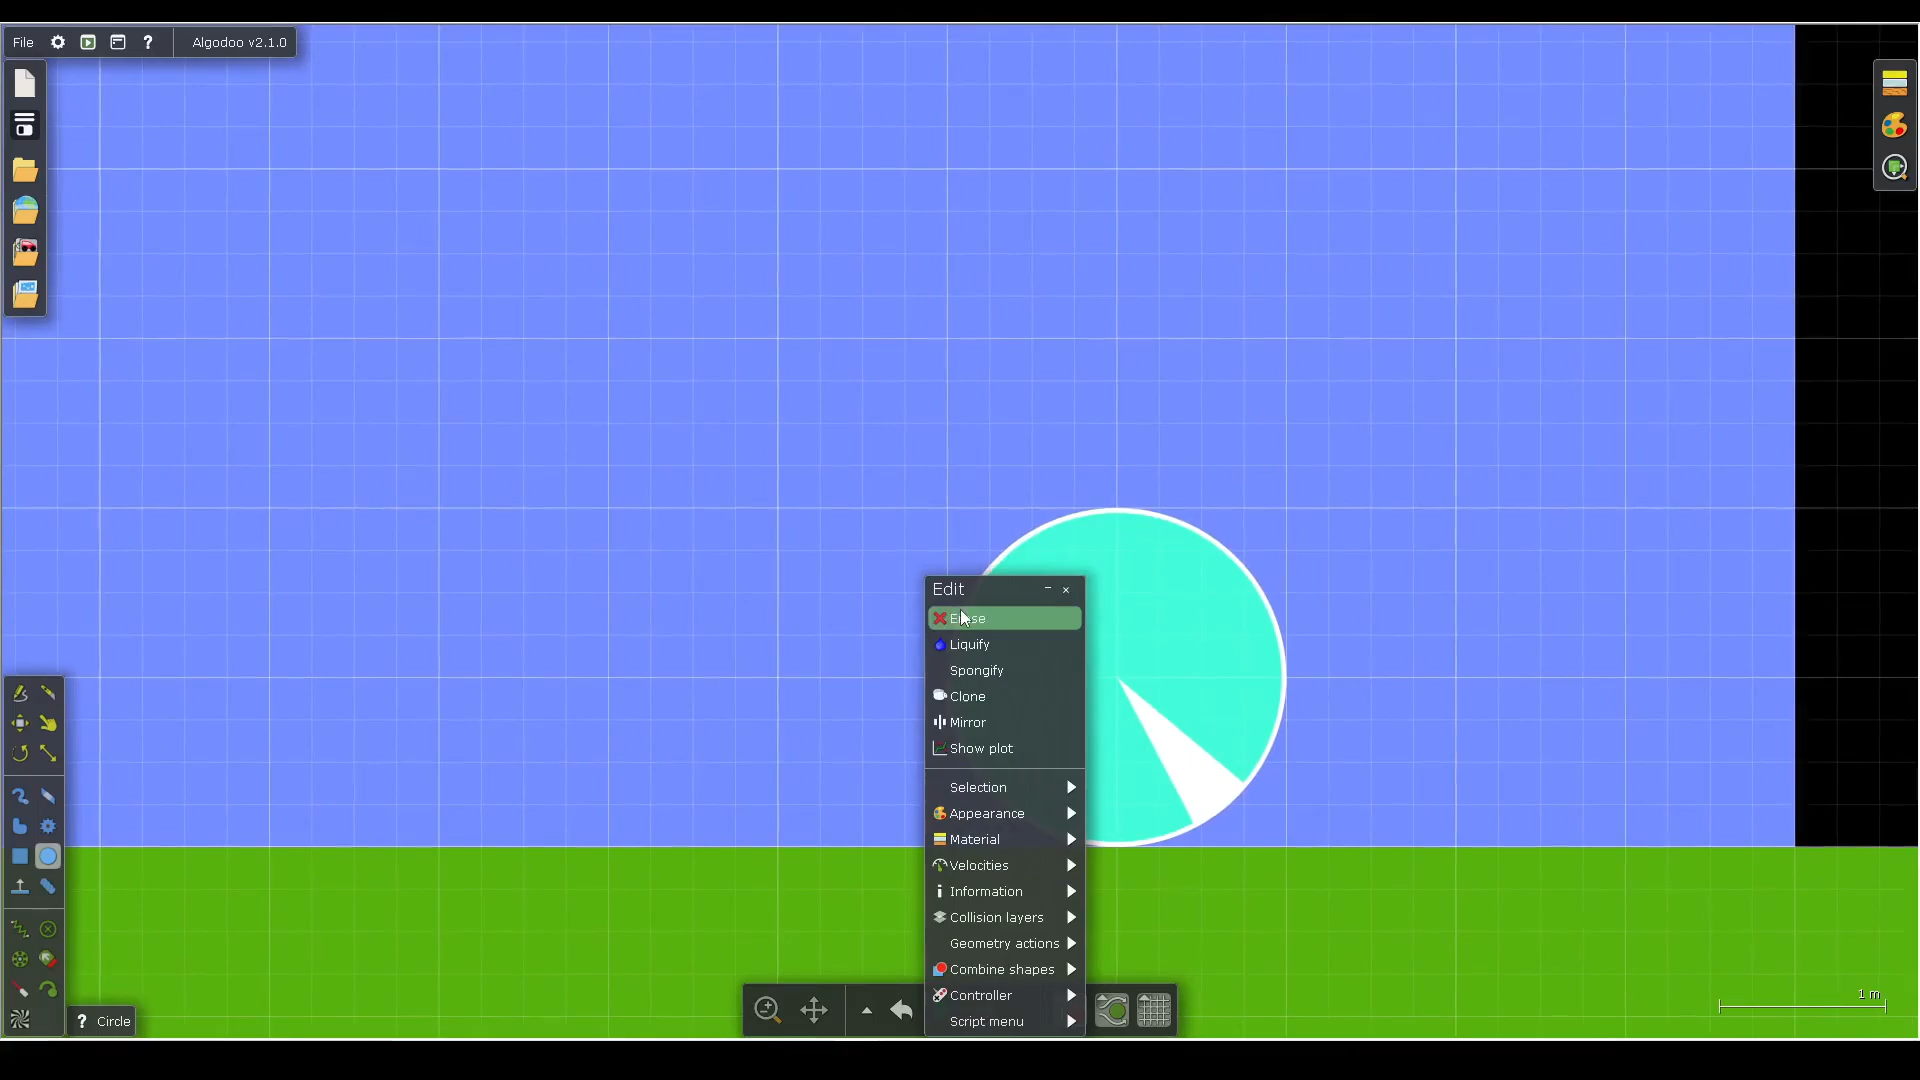 File
?
Algodoo v2.1.0
Edit
Erase
Liquify
Spongify
Clone
Mirror
Show plot
Selection
Appearance
Material
Velocities
Information
Collision layers
Geometry actions
Combine shapes
Controller
Script menu
1 m
? Circle